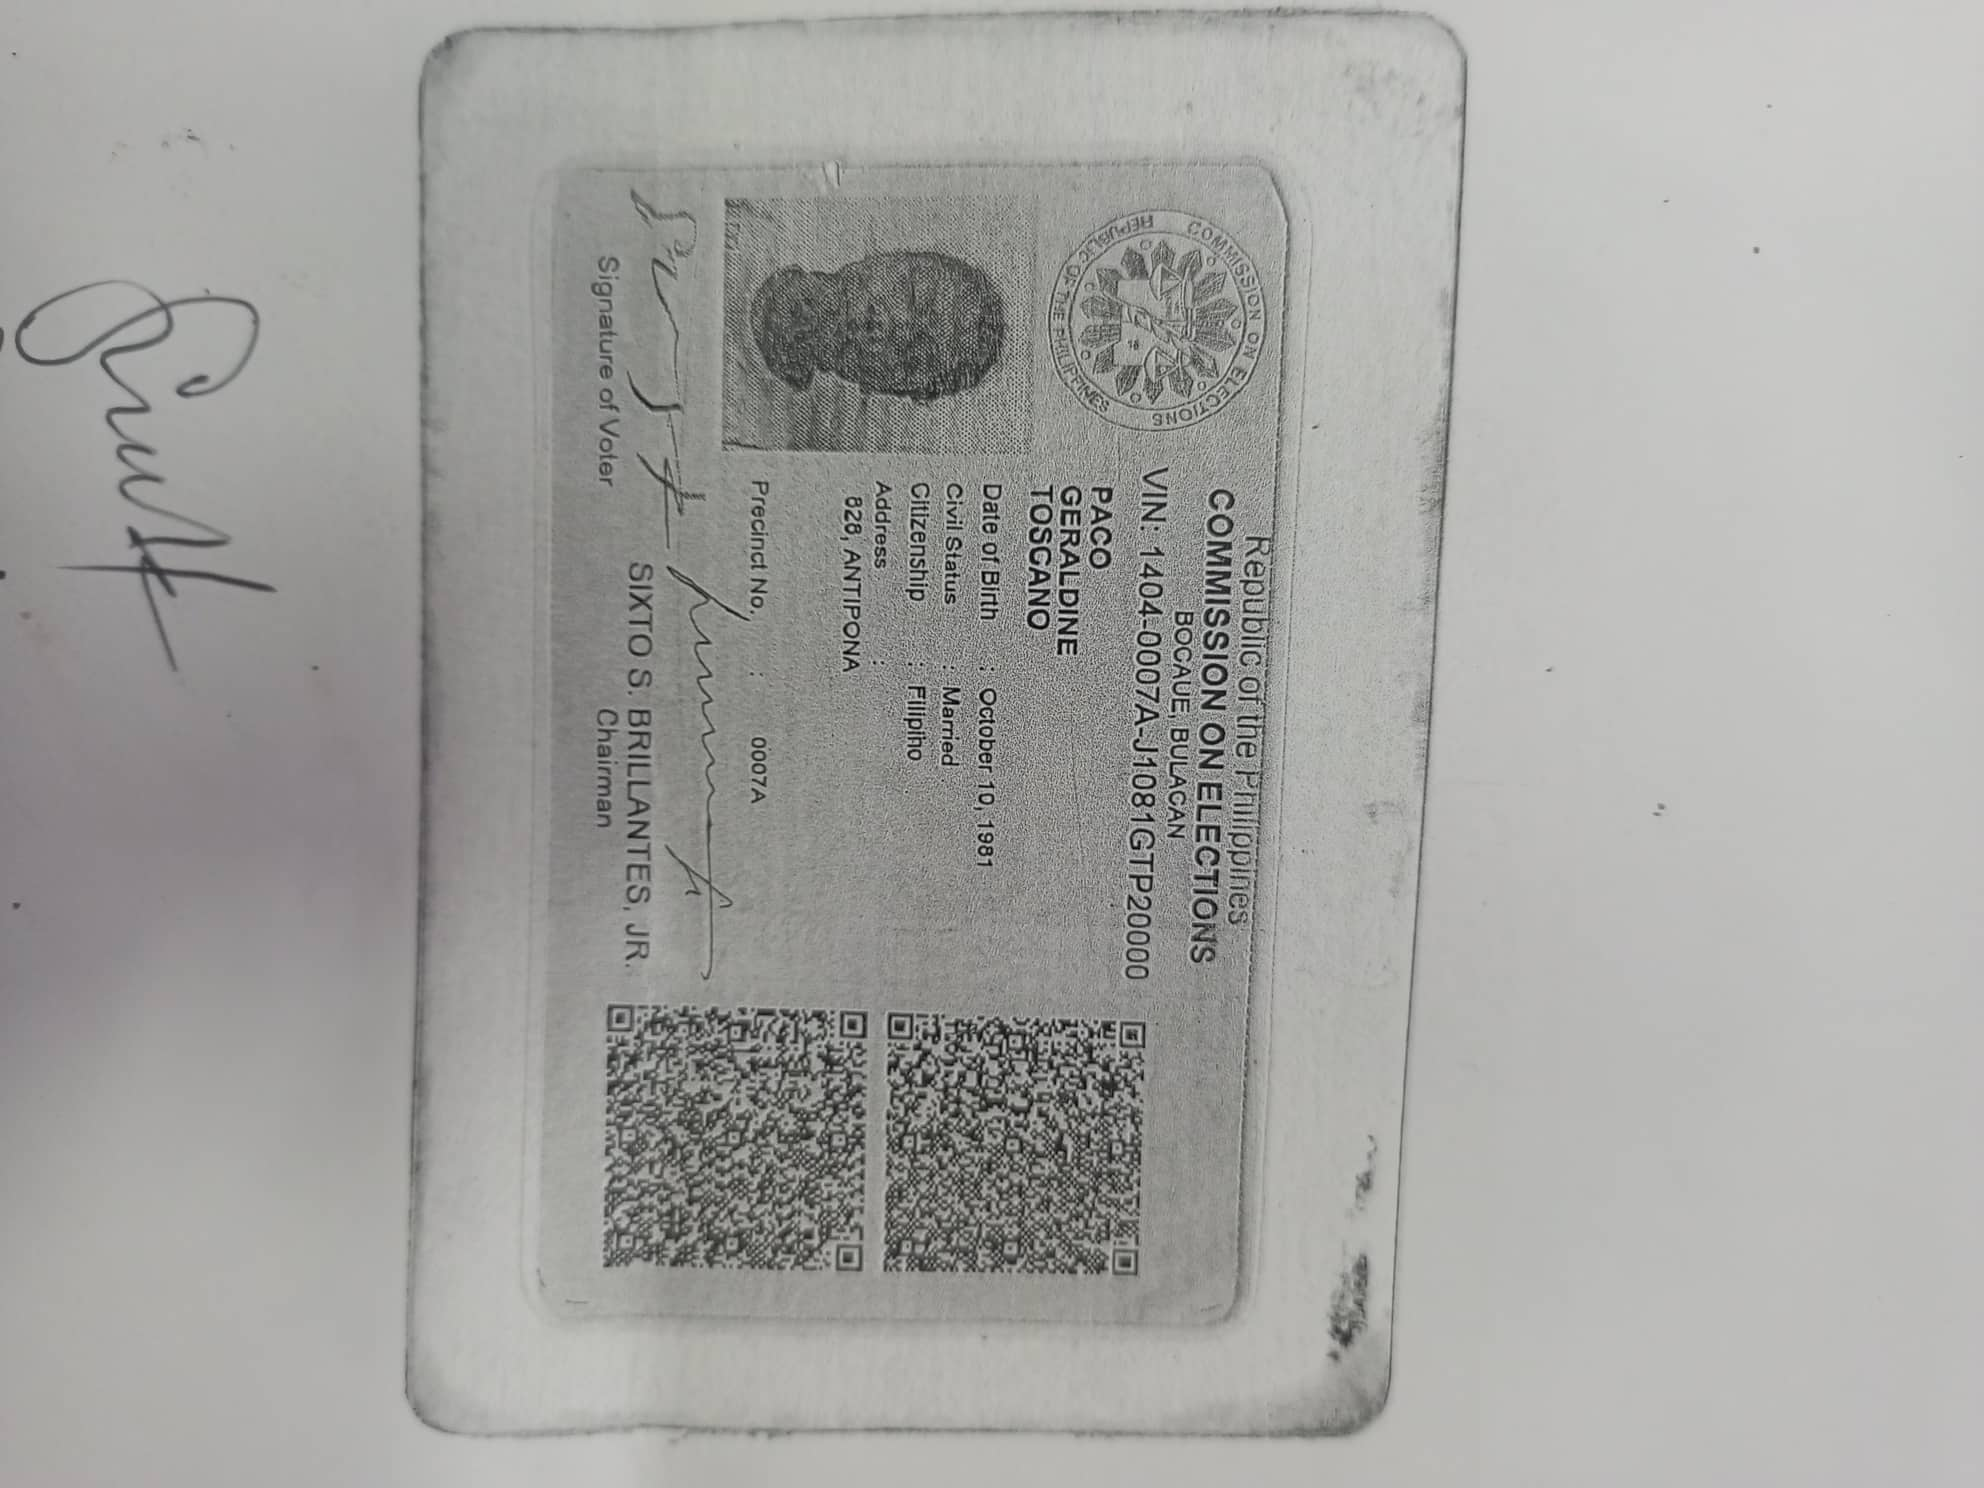 Republic of the Philippines
COMMISSION ON ELECTIONS
BOCAUE, BULACAN
VIN: 1404-0007A-J1081GTP20000
COMMISSION ON ELECTIONS
REPUBLIC OF THE PHILIPPINES
PACO
GERALDINE
TOSCANO
Date of Birth : October 10, 1981
Civil Status : Married
Citizenship : Filipino
Address :
828, ANTIPONA
Precinct No, : 0007A
SIXTO S. BRILLANTES, JR.
Signature of Voter
Chairman